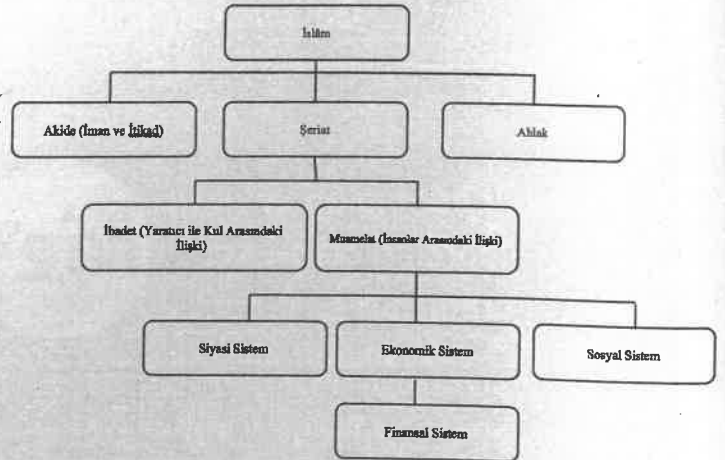 İslâm
Akide (İman ve İtikad)
Şeriat
Ahlak
İbadet (Yaratıcı ile Kul Arasındaki
İlişki)
Muamelat (İnsanlar Arasındaki İlişki)
Siyasi Sistem
Ekonomik Sistem
Sosyal Sistem
Finansal Sistem